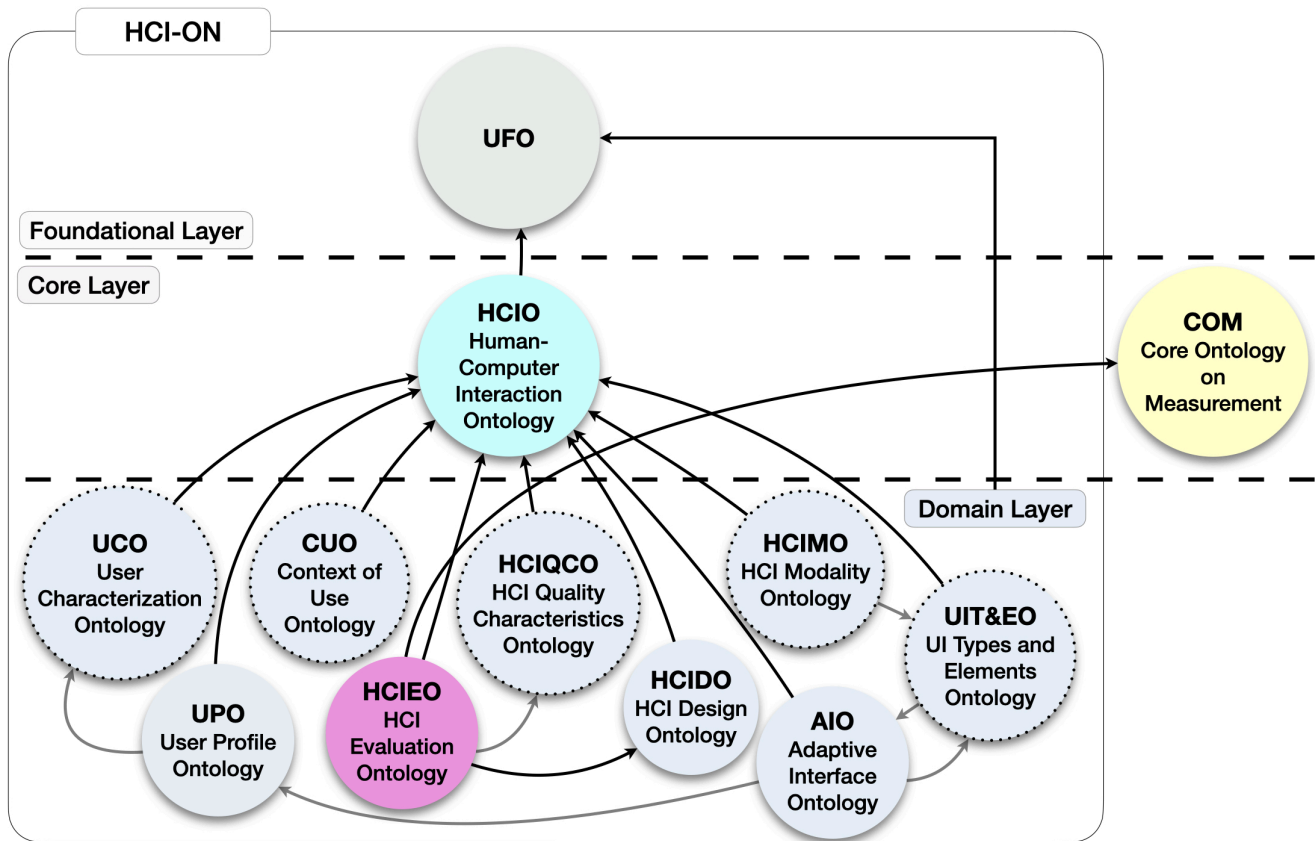 HCI-ON
UFO
Foundational Layer
Core Layer
HCIO
Human-
Computer
Interaction
Ontology
COM
Core Ontology
on
Measurement
Domain Layer
UCO
User
Characterization
Ontology
CUO
Context of
Use
Ontology
HCIQCO
HCI Quality
Characteristics
Ontology
HCIMO
HCI Modality
Ontology
UIT&EO
UI Types and
Elements
Ontology
UPO
User Profile
Ontology
HCIEO
HCI
Evaluation
Ontology
HCIDO
HCI Design
Ontology
AIO
Adaptive
Interface
Ontology